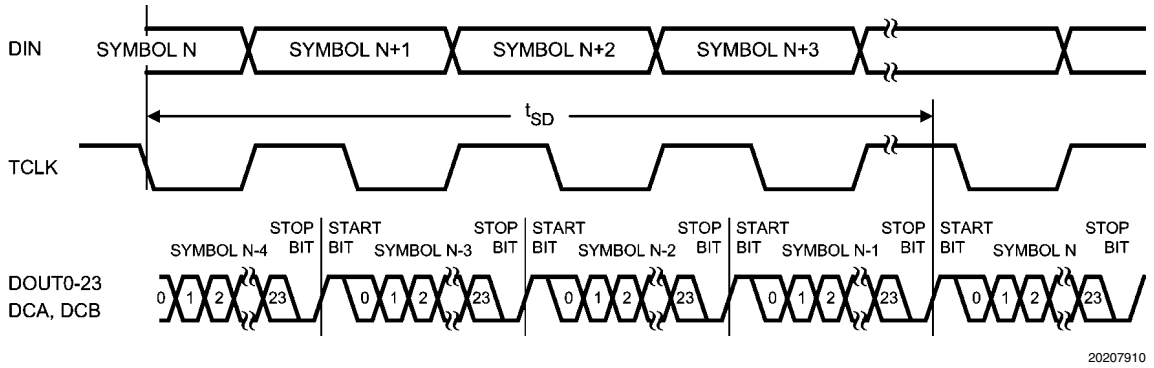 DIN
SYMBOL N
SYMBOL N+1
SYMBOL N+2
SYMBOL N+3
tSD
TCLK
STOP BIT
START BIT
STOP BIT
START BIT
STOP BIT
START BIT
STOP BIT
START BIT
STOP BIT
SYMBOL N-4
SYMBOL N-3
SYMBOL N-2
SYMBOL N-1
SYMBOL N
DOUT0-23
DCA, DCB
0 1 2 23
0 1 2 23
0 1 2 23
0 1 2 23
0 1 2 23
20207910